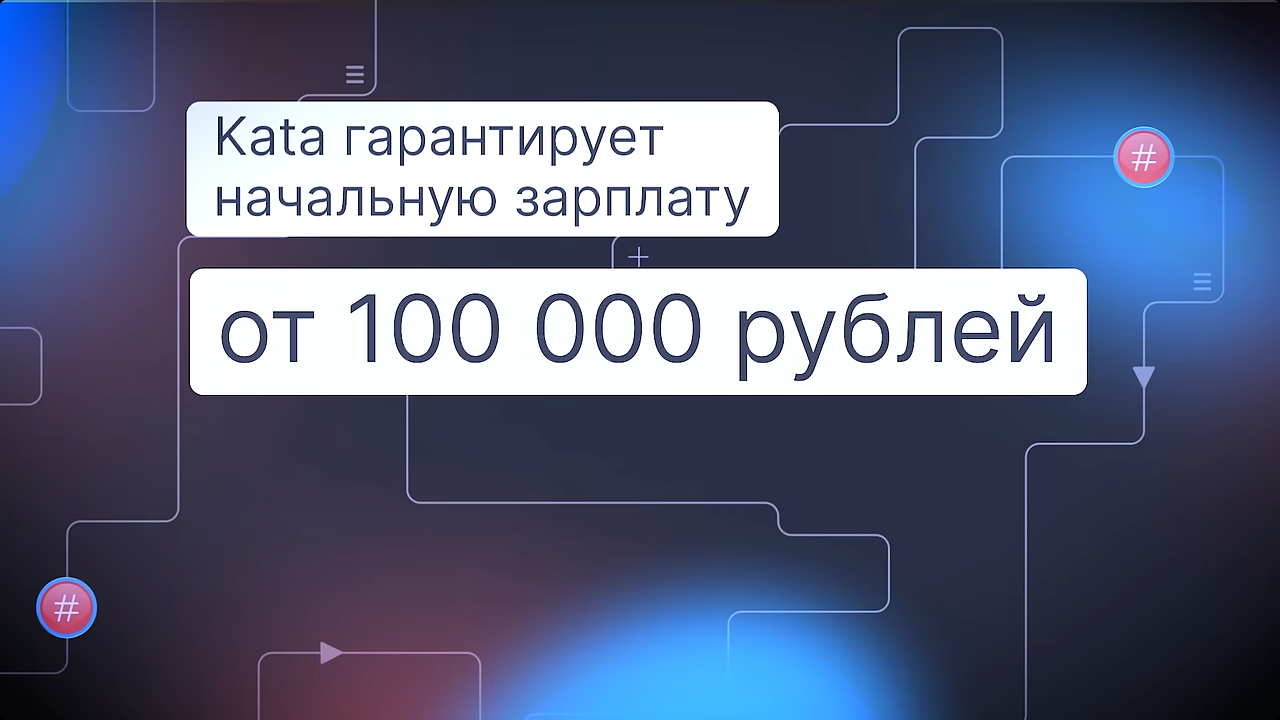 Kata гарантирует
начальную зарплату
от 100 000 рублей
#
#